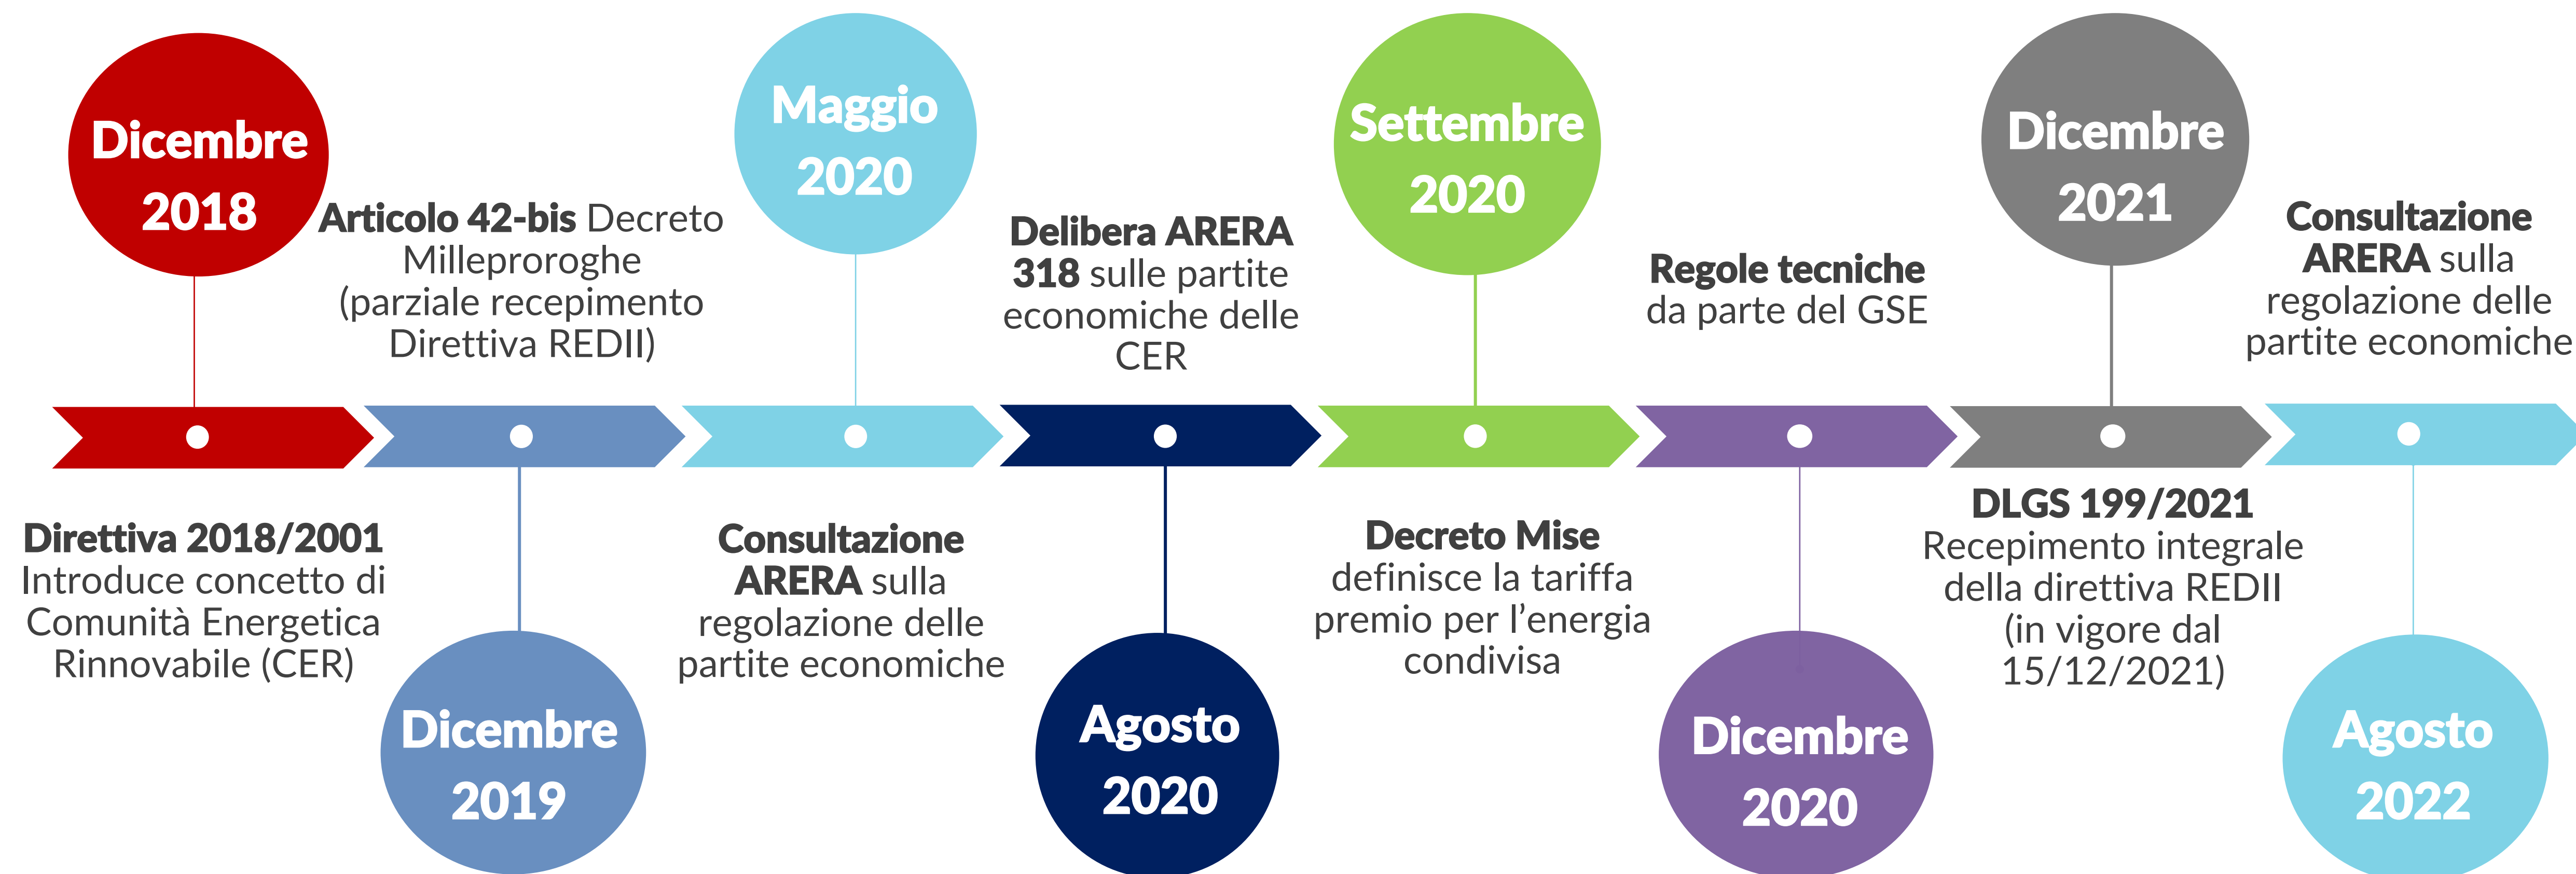 Dicembre
2018
Direttiva 2018/2001
Introduce concetto di
Comunità Energetica
Rinnovabile (CER)
Articolo 42-bis Decreto
Milleproroghe
(parziale recepimento
Direttiva REDII)
Dicembre
2019
Maggio
2020
Consultazione
ARERA sulla
regolazione delle
partite economiche
Delibera ARERA
318 sulle partite
economiche delle
CER
Agosto
2020
Settembre
2020
Decreto Mise
definisce la tariffa
premio per l’energia
condivisa
Regole tecniche
da parte del GSE
Dicembre
2020
Dicembre
2021
DLGS 199/2021
Recepimento integrale
della direttiva REDII
(in vigore dal
15/12/2021)
Consultazione
ARERA sulla
regolazione delle
partite economiche
Agosto
2022